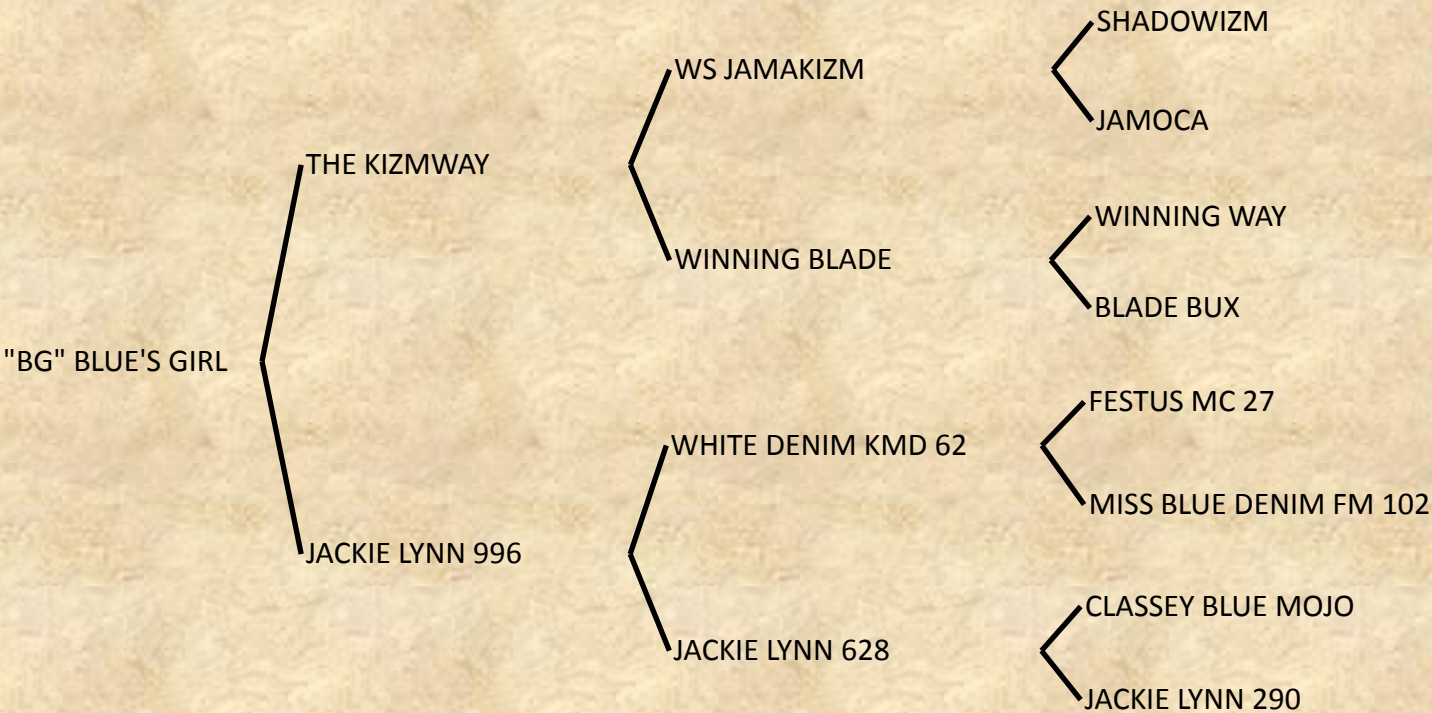 SHADOWIZM
WS JAMAKIZM
JAMOCA
THE KIZMWAY
WINNING WAY
WINNING BLADE
BLADE BUX
"BG" BLUE'S GIRL
FESTUS MC 27
WHITE DENIM KMD 62
MISS BLUE DENIM FM 102
JACKIE LYNN 996
CLASSEY BLUE MOJO
JACKIE LYNN 628
JACKIE LYNN 290